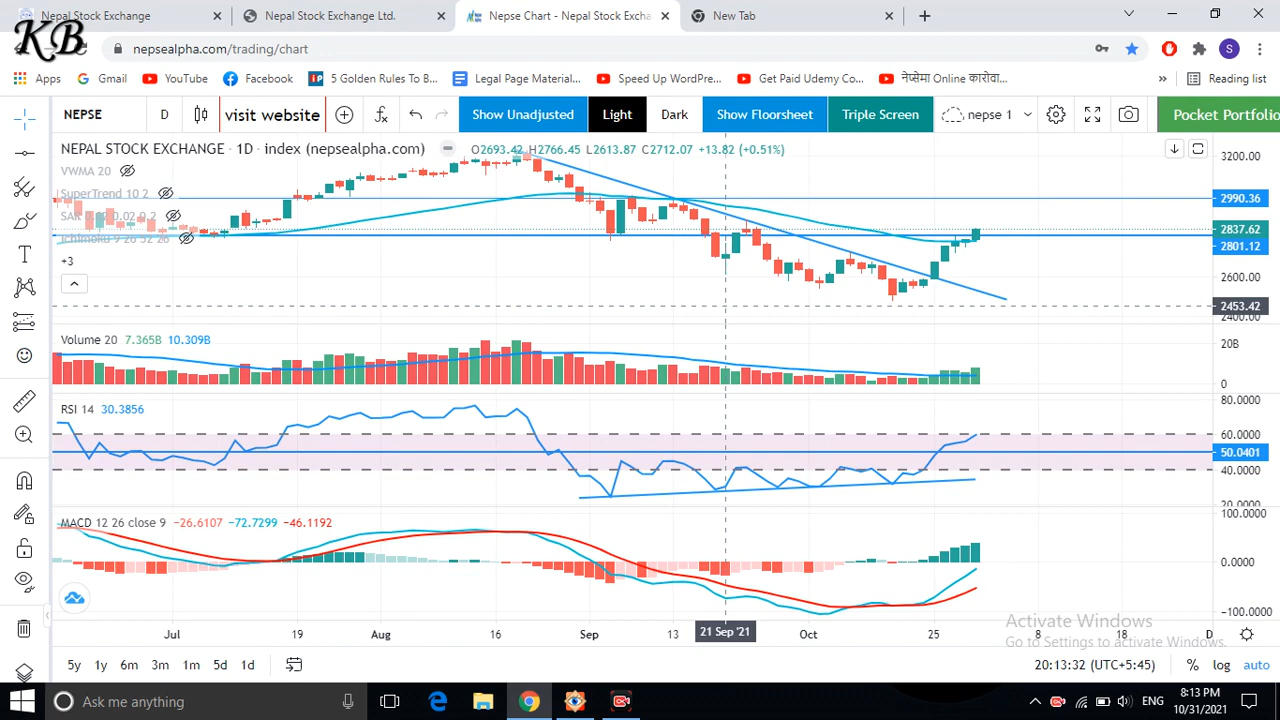 Nepal Stock Exchange
Nepal Stock Exchange Ltd.
Nepse Chart - Nepal Stock Excha
New Tab
KB
nepsealpha.com/trading/chart
S
Apps
Gmail
YouTube
Facebook
5 Golden Rules To B...
Legal Page Material...
Speed Up WordPre...
Get Paid Udemy Co...
नेप्सेमा Online कारोवा...
»
Reading list
NEPSE
D
visit website
Show Unadjusted
Light
Dark
Show Floorsheet
Triple Screen
nepse 1
Pocket Portfolio
NEPAL STOCK EXCHANGE · 1D · index (nepsealpha.com)
O2693.42 H2766.45 L2613.87 C2712.07 +13.82 (+0.51%)
VWMA 20
SuperTrend 10 2
SAR 0.02 0.02 0.2
Ichimoku 9 26 52 26
+3
3200.00
2990.36
2837.62
2801.12
2600.00
2453.42
2400.00
Volume 20 7.365B 10.309B
20B
0
RSI 14 30.3856
80.0000
60.0000
50.0401
40.0000
20.0000
MACD 12 26 close 9 −26.6107 −72.7299 −46.1192
100.0000
0.0000
−100.0000
Jul 19 Aug 16 Sep 13 21 Sep '21 Oct 25 8 18 D
Activate Windows
Go to Settings to activate Windows.
5y 1y 6m 3m 1m 5d 1d
20:13:32 (UTC+5:45)
% log auto
Ask me anything
ENG
8:13 PM
10/31/2021